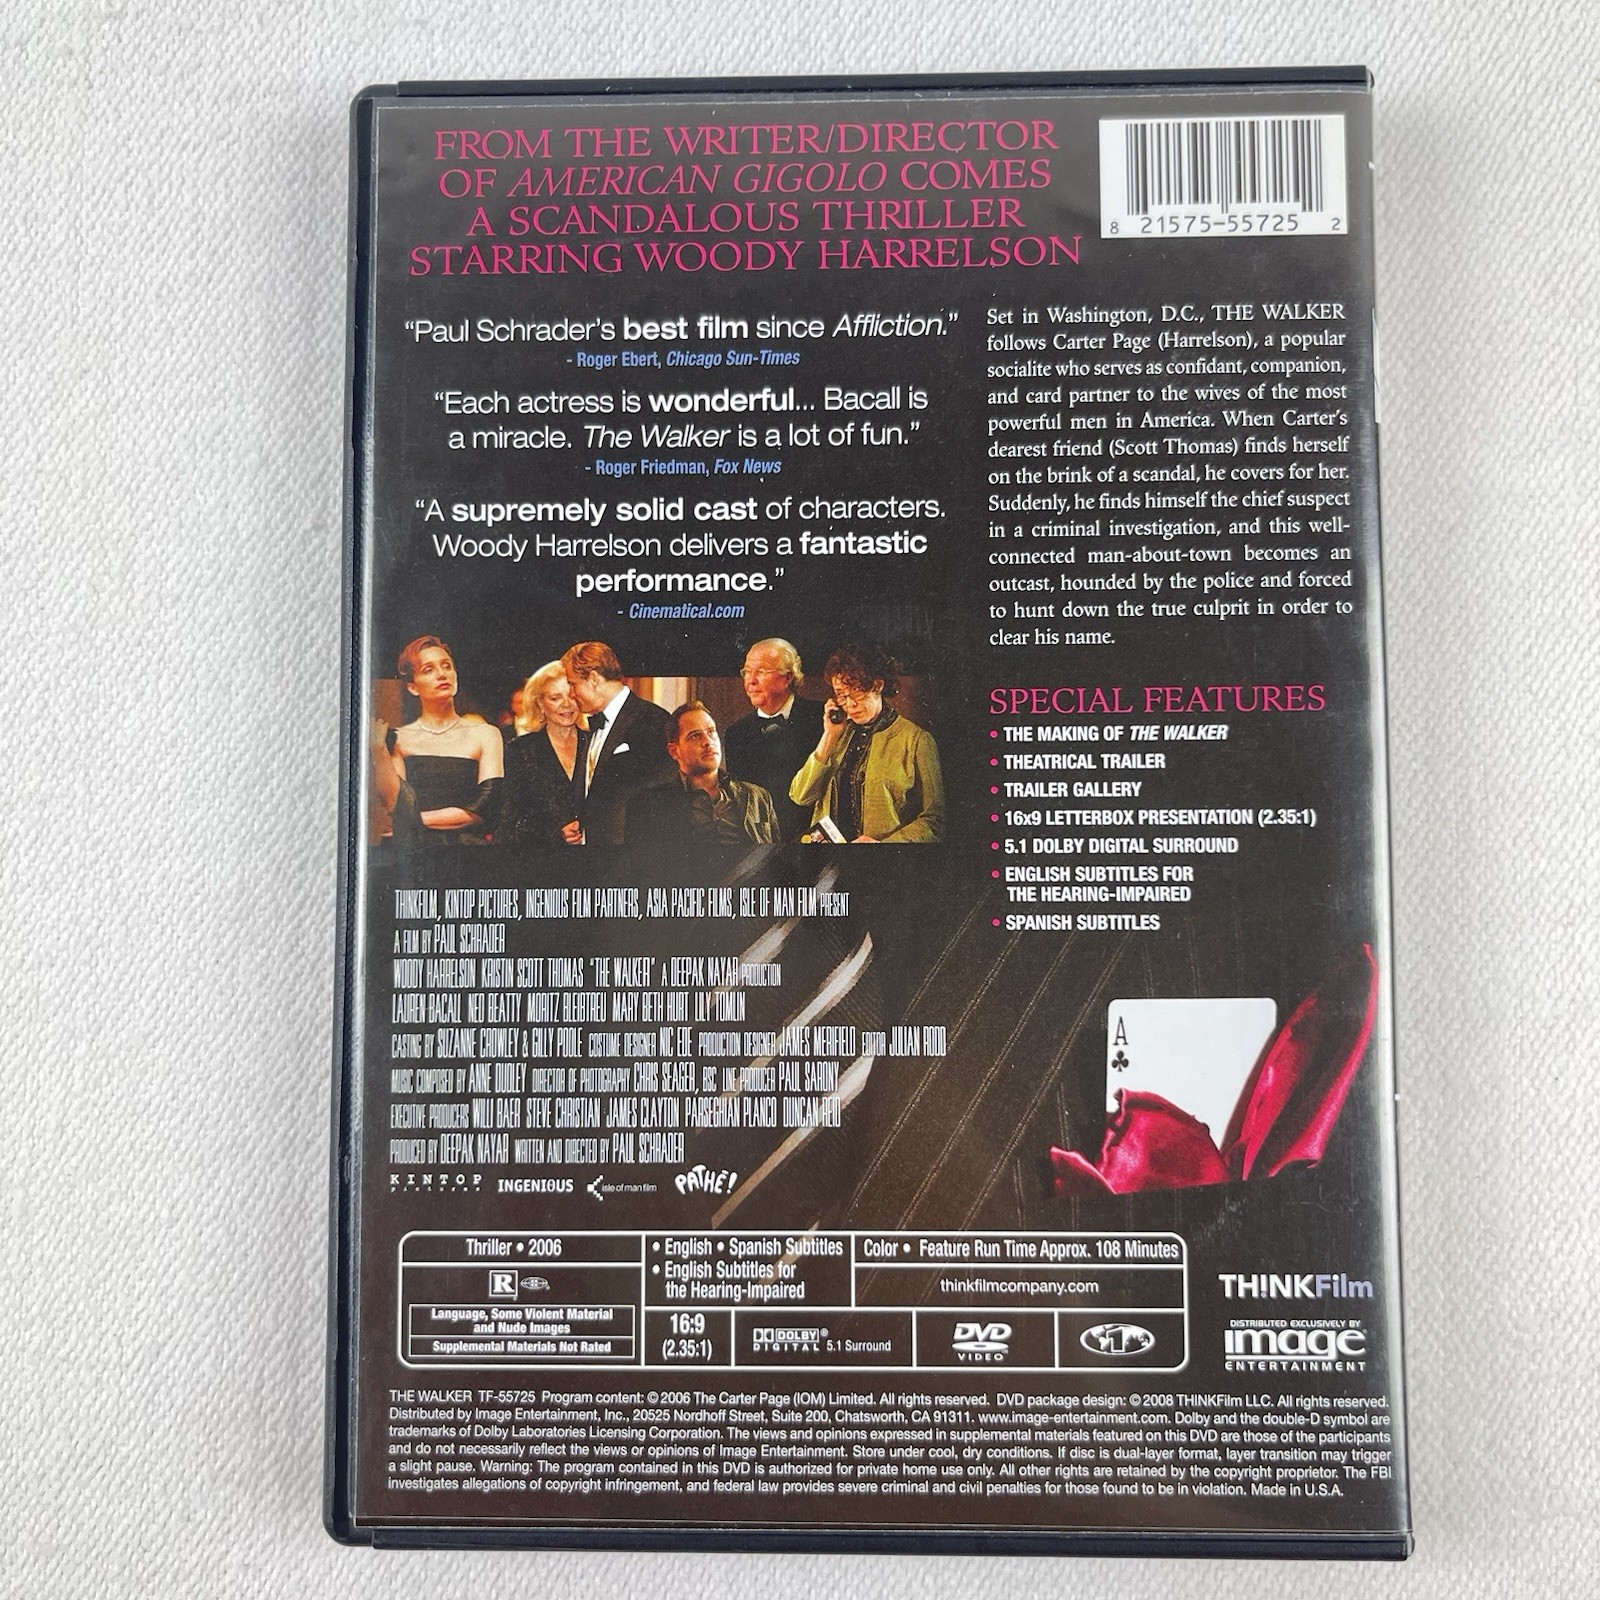 FROM THE WRITER/DIRECTOR
OF AMERICAN GIGOLO COMES
A SCANDALOUS THRILLER
STARRING WOODY HARRELSON
8 21575-55725 2
“Paul Schrader’s best film since Affliction.”
- Roger Ebert, Chicago Sun-Times
“Each actress is wonderful... Bacall is
a miracle. The Walker is a lot of fun.”
- Roger Friedman, Fox News
“A supremely solid cast of characters.
Woody Harrelson delivers a fantastic
performance.”
- Cinematical.com
Set in Washington, D.C., THE WALKER
follows Carter Page (Harrelson), a popular
socialite who serves as confidant, companion,
and card partner to the wives of the most
powerful men in America. When Carter’s
dearest friend (Scott Thomas) finds herself
on the brink of a scandal, he covers for her.
Suddenly, he finds himself the chief suspect
in a criminal investigation, and this well-
connected man-about-town becomes an
outcast, hounded by the police and forced
to hunt down the true culprit in order to
clear his name.
SPECIAL FEATURES
• THE MAKING OF THE WALKER
• THEATRICAL TRAILER
• TRAILER GALLERY
• 16x9 LETTERBOX PRESENTATION (2.35:1)
• 5.1 DOLBY DIGITAL SURROUND
• ENGLISH SUBTITLES FOR
THE HEARING-IMPAIRED
• SPANISH SUBTITLES
THINKFILM, KINTOP PICTURES, INGENIOUS FILM PARTNERS, ASIA PACIFIC FILMS, ISLE OF MAN FILM PRESENT
A FILM BY PAUL SCHRADER
WOODY HARRELSON KRISTIN SCOTT THOMAS "THE WALKER" A DEEPAK NAYAR PRODUCTION
LAUREN BACALL NED BEATTY MORITZ BLEIBTREU MARY BETH HURT LILY TOMLIN
CASTING BY SUZANNE CROWLEY & GILLY POOLE COSTUME DESIGNER NIC EDE PRODUCTION DESIGNER JAMES MERIFIELD EDITOR JULIAN RODD
MUSIC COMPOSED BY ANNE DUDLEY DIRECTOR OF PHOTOGRAPHY CHRIS SEAGER, BSC LINE PRODUCER PAUL SARONY
EXECUTIVE PRODUCERS WILLI BAER STEVE CHRISTIAN JAMES CLAYTON PARSEGHIAN PLANCO DUNCAN REID
PRODUCED BY DEEPAK NAYAR WRITTEN AND DIRECTED BY PAUL SCHRADER
KINTOP pictures INGENIOUS isle of man film PATHÉ!
A
Thriller • 2006
R
Language, Some Violent Material
and Nude Images
Supplemental Materials Not Rated
• English • Spanish Subtitles
• English Subtitles for
the Hearing-Impaired
Color • Feature Run Time Approx. 108 Minutes
thinkfilmcompany.com
16:9
(2.35:1)
DOLBY
DIGITAL 5.1 Surround
DVD
VIDEO
1
TH!NKFilm
DISTRIBUTED EXCLUSIVELY BY
image
ENTERTAINMENT
THE WALKER TF-55725 Program content: © 2006 The Carter Page (IOM) Limited. All rights reserved. DVD package design: © 2008 THINKFilm LLC. All rights reserved.
Distributed by Image Entertainment, Inc., 20525 Nordhoff Street, Suite 200, Chatsworth, CA 91311. www.image-entertainment.com. Dolby and the double-D symbol are
trademarks of Dolby Laboratories Licensing Corporation. The views and opinions expressed in supplemental materials featured on this DVD are those of the participants
and do not necessarily reflect the views or opinions of Image Entertainment. Store under cool, dry conditions. If disc is dual-layer format, layer transition may trigger
a slight pause. Warning: The program contained in this DVD is authorized for private home use only. All other rights are retained by the copyright proprietor. The FBI
investigates allegations of copyright infringement, and federal law provides severe criminal and civil penalties for those found to be in violation. Made in U.S.A.